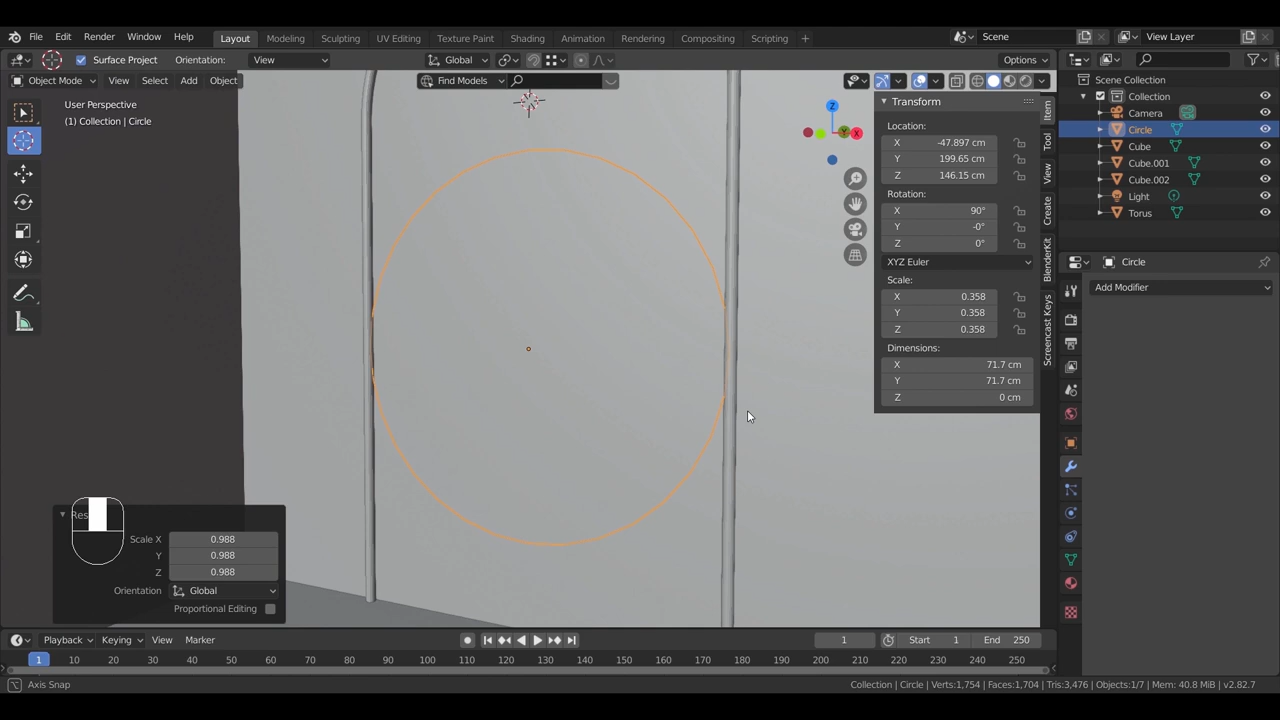 File Edit Render Window Help Layout Modeling Sculpting UV Editing Texture Paint Shading Animation Rendering Compositing Scripting + Scene View Layer
Surface Project Orientation: View Global Options
Object Mode View Select Add Object Find Models
User Perspective
(1) Collection | Circle
Transform
Location:
X -47.897 cm
Y 199.65 cm
Z 146.15 cm
Rotation:
X 90°
Y -0°
Z 0°
XYZ Euler
Scale:
X 0.358
Y 0.358
Z 0.358
Dimensions:
X 71.7 cm
Y 71.7 cm
Z 0 cm
Item
Tool
View
Create
BlenderKit
Screencast Keys
Z
Y
X
Scene Collection
Collection
Camera
Circle
Cube
Cube.001
Cube.002
Light
Torus
Circle
Add Modifier
Res
Scale X 0.988
Y 0.988
Z 0.988
Orientation Global
Proportional Editing
Playback Keying View Marker 1 Start 1 End 250
1 10 20 30 40 50 60 70 80 90 100 110 120 130 140 150 160 170 180 190 200 210 220 230 240 250
Axis Snap Collection | Circle | Verts:1,754 | Faces:1,704 | Tris:3,476 | Objects:1/7 | Mem: 40.8 MiB | v2.82.7